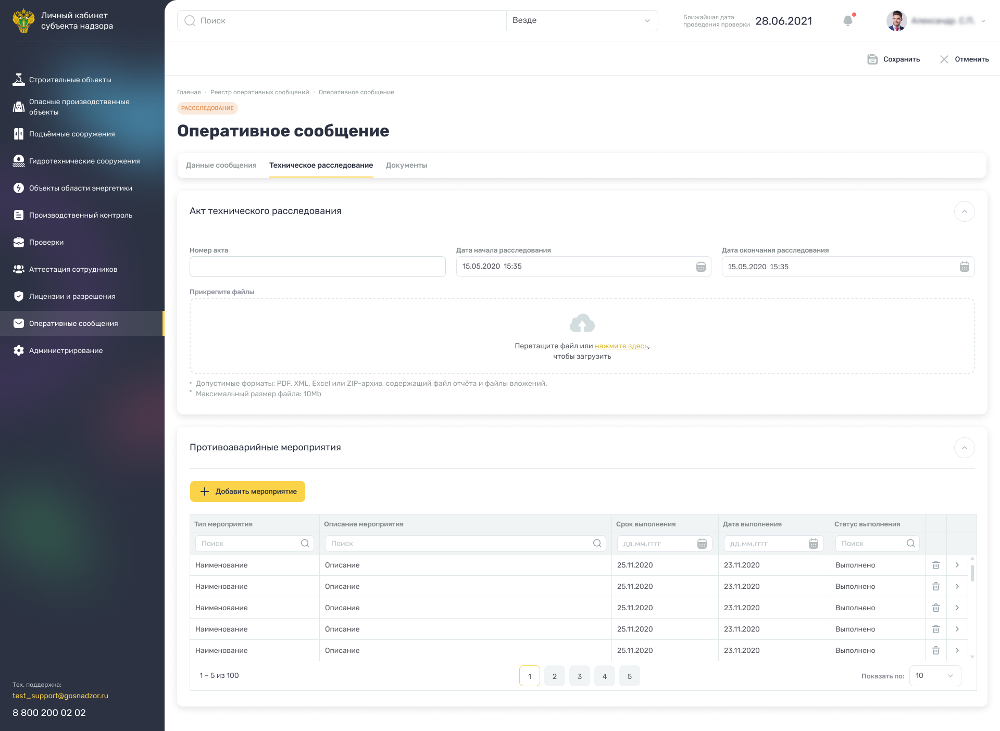 Личный кабинет
субъекта надзора
Строительные объекты
Опасные производственные
объекты
Подъёмные сооружения
Гидротехнические сооружения
Объекты области энергетики
Производственный контроль
Проверки
Аттестация сотрудников
Лицензии и разрешения
Оперативные сообщения
Администрирование
Тех. поддержка:
test_support@gosnadzor.ru
8 800 200 02 02
Поиск
Везде
Ближайшая дата
проведения проверки
28.06.2021
Сохранить
Отменить
Главная · Реестр оперативных сообщений · Оперативное сообщение
РАСССЛЕДОВАНИЕ
Оперативное сообщение
Данные сообщения Техническое расследование Документы
Акт технического расследования
Номер акта
Дата начала расследования
15.05.2020 15:35
Дата окончания расследования
15.05.2020 15:35
Прикрепите файлы
Перетащите файл или нажмите здесь,
чтобы загрузить
• Допустимые форматы: PDF, XML, Excel или ZIP-архив, содержащий файл отчёта и файлы вложений.
• Максимальный размер файла: 10Mb
Противоаварийные мероприятия
Добавить мероприятие
Тип мероприятия Описание мероприятия Срок выполнения Дата выполнения Статус выполнения
Поиск Поиск дд.мм.гггг дд.мм.гггг Поиск
Наименование Описание 25.11.2020 23.11.2020 Выполнено
Наименование Описание 25.11.2020 23.11.2020 Выполнено
Наименование Описание 25.11.2020 23.11.2020 Выполнено
Наименование Описание 25.11.2020 23.11.2020 Выполнено
Наименование Описание 25.11.2020 23.11.2020 Выполнено
1 – 5 из 100
1 2 3 4 5
Показать по: 10